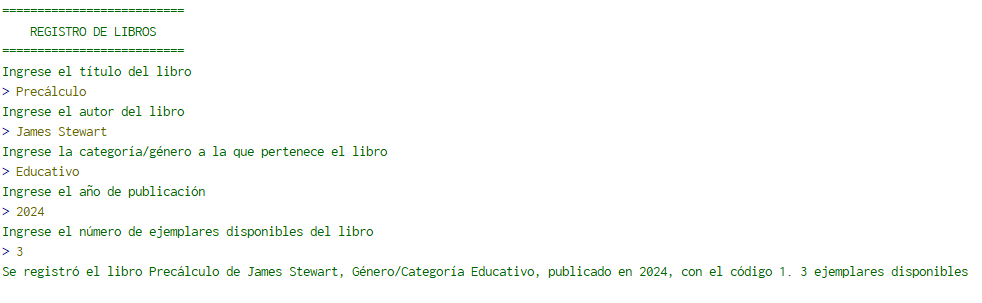 ==========================
REGISTRO DE LIBROS
==========================
Ingrese el título del libro
> Precálculo
Ingrese el autor del libro
> James Stewart
Ingrese la categoría/género a la que pertenece el libro
> Educativo
Ingrese el año de publicación
> 2024
Ingrese el número de ejemplares disponibles del libro
> 3
Se registró el libro Precálculo de James Stewart, Género/Categoría Educativo, publicado en 2024, con el código 1. 3 ejemplares disponibles